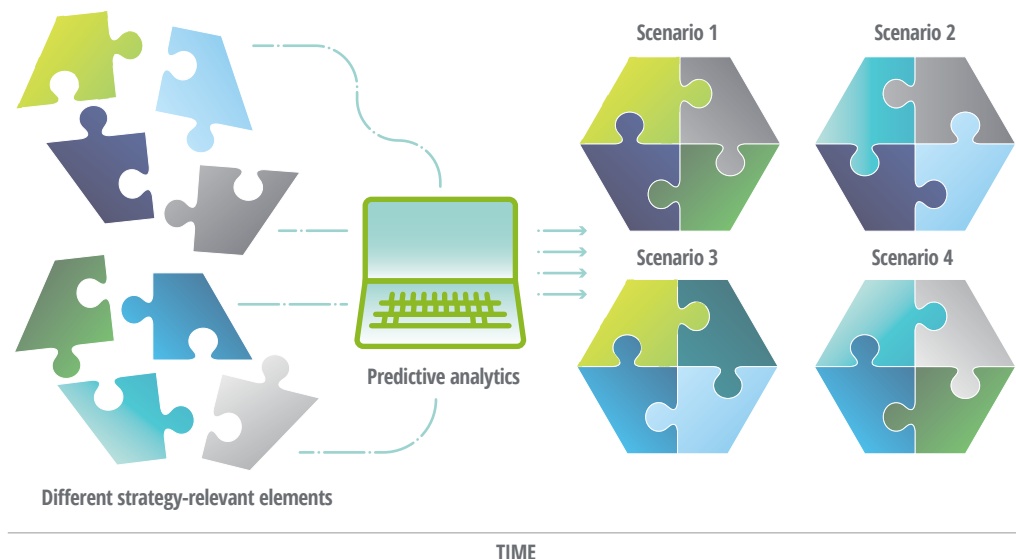 Scenario 1
Scenario 2
Scenario 3
Scenario 4
Predictive analytics
Different strategy-relevant elements
TIME